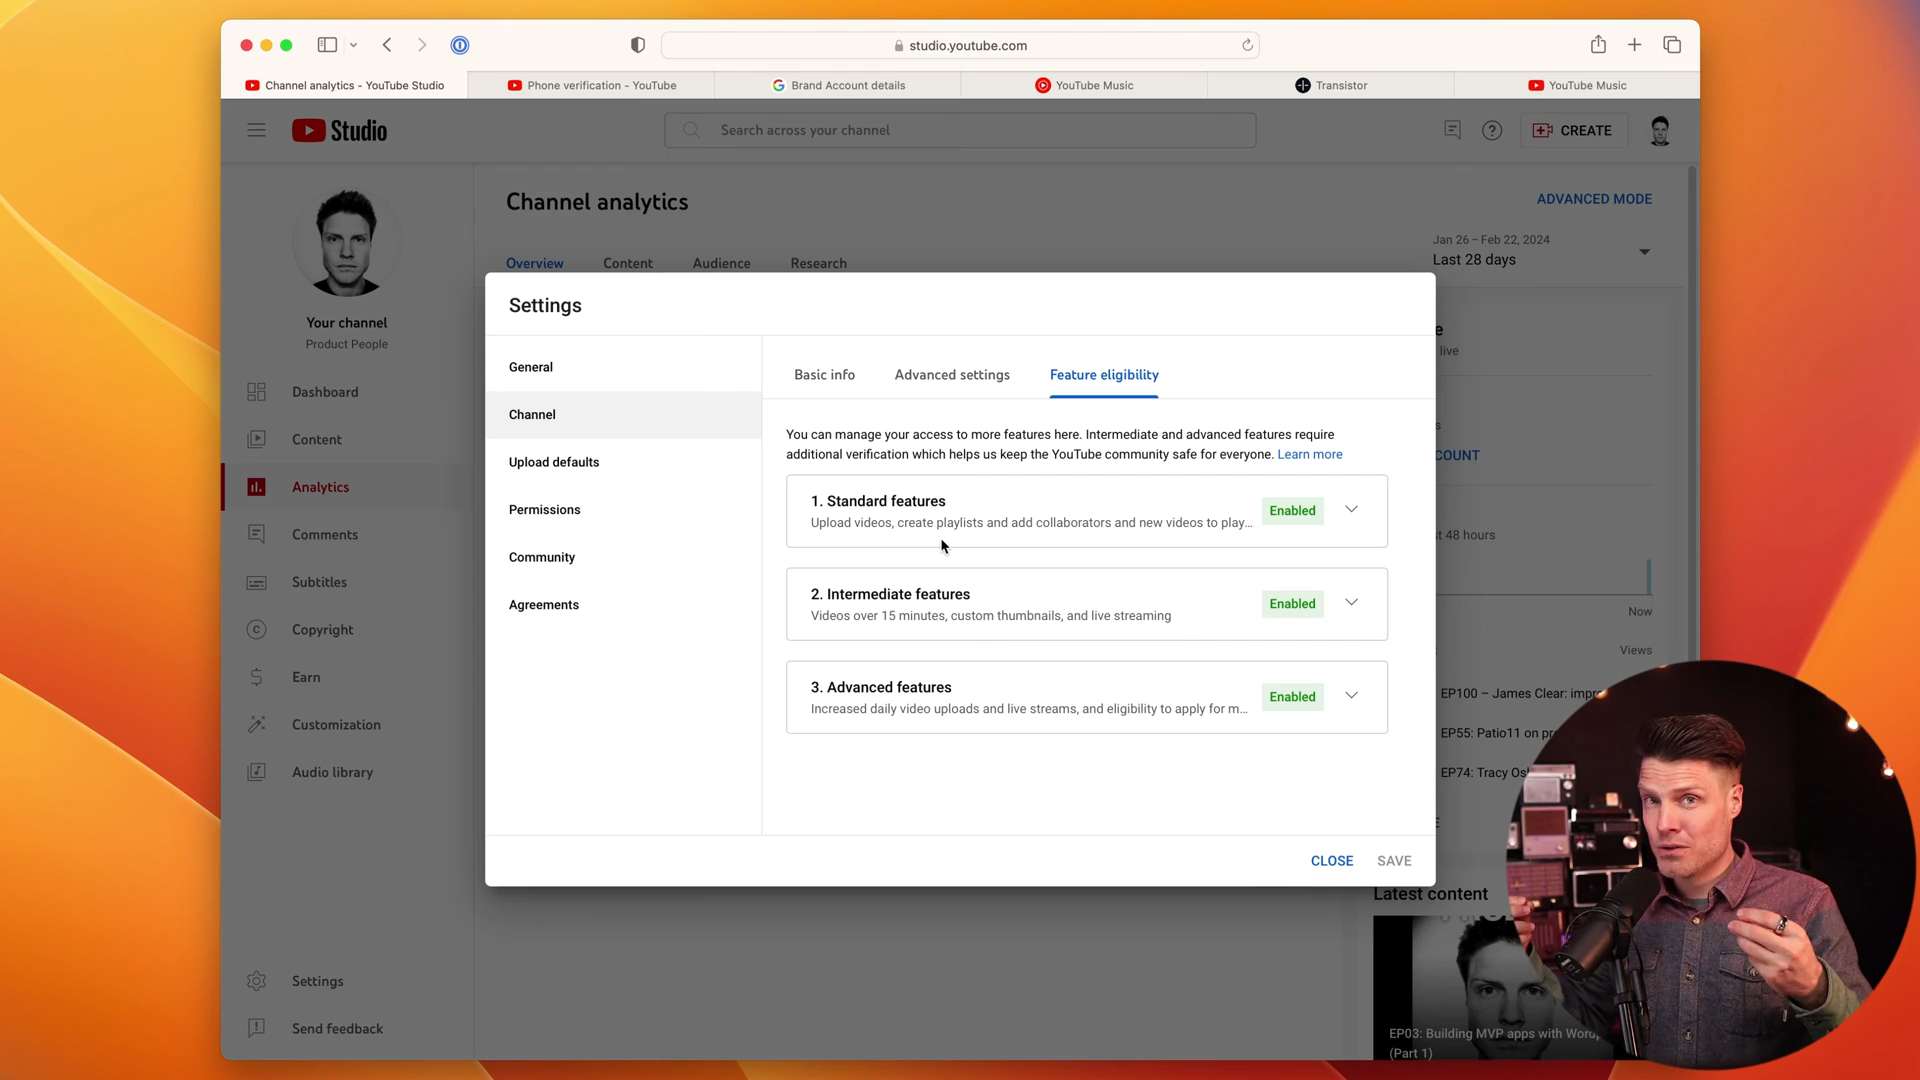 studio.youtube.com
Channel analytics - YouTube Studio
Phone verification - YouTube
Brand Account details
YouTube Music
Transistor
YouTube Music
Studio
Search across your channel
CREATE
Channel analytics
ADVANCED MODE
Jan 26 – Feb 22, 2024
Last 28 days
Overview
Content
Audience
Research
Your channel
Product People
Dashboard
Content
Analytics
Comments
Subtitles
Copyright
Earn
Customization
Audio library
Settings
Send feedback
Settings
General
Channel
Upload defaults
Permissions
Community
Agreements
Basic info
Advanced settings
Feature eligibility
You can manage your access to more features here. Intermediate and advanced features require
additional verification which helps us keep the YouTube community safe for everyone. Learn more
1. Standard features
Upload videos, create playlists and add collaborators and new videos to play...
Enabled
2. Intermediate features
Videos over 15 minutes, custom thumbnails, and live streaming
Enabled
3. Advanced features
Increased daily video uploads and live streams, and eligibility to apply for m...
Enabled
CLOSE
SAVE
live
COUNT
48 hours
Now
Views
EP100 – James Clear: impr
EP55: Patio11 on pr
EP74: Tracy Os
Latest content
EP03: Building MVP apps with Wordp
(Part 1)